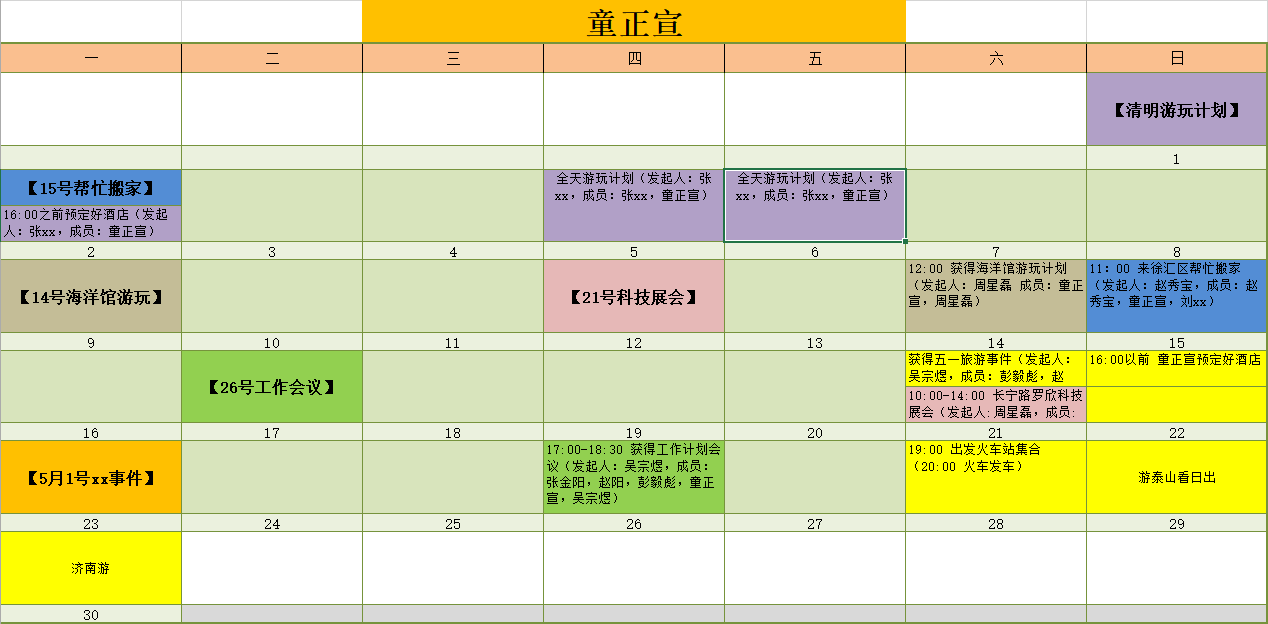 童正宣
一 二 三 四 五 六 日
【清明游玩计划】
1
【15号帮忙搬家】
16:00之前预定好酒店（发起
人：张xx，成员：童正宣）
全天游玩计划（发起人：张
xx，成员：张xx，童正宣）
全天游玩计划（发起人：张
xx，成员：张xx，童正宣）
2 3 4 5 6 7 8
【14号海洋馆游玩】
【21号科技展会】
12:00 获得海洋馆游玩计划
（发起人：周星磊 成员：童正
宣，周星磊）
11：00 来徐汇区帮忙搬家
（发起人：赵秀宝，成员：赵
秀宝，童正宣，刘xx）
9 10 11 12 13 14 15
【26号工作会议】
获得五一旅游事件（发起人：
吴宗煜，成员：彭毅彪，赵
10:00-14:00 长宁路罗欣科技
展会（发起人:周星磊，成员:
16:00以前 童正宣预定好酒店
16 17 18 19 20 21 22
【5月1号xx事件】
17:00-18:30 获得工作计划会
议（发起人：吴宗煜，成员：
张金阳，赵阳，彭毅彪，童正
宣，吴宗煜）
19:00 出发火车站集合
（20:00 火车发车）
游泰山看日出
23 24 25 26 27 28 29
济南游
30